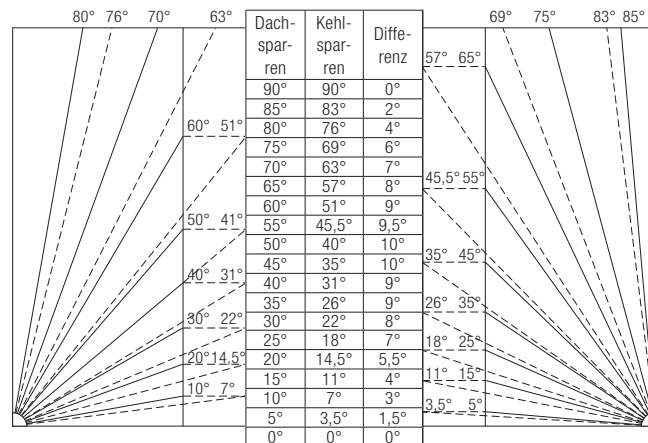 80° 76° 70° 63°
60° 51°
50° 41°
40° 31°
30° 22°
20° 14,5°
10° 7°
Dach- Kehl- Diffe-
spar- spar- renz
ren ren
90° 90° 0°
85° 83° 2°
80° 76° 4°
75° 69° 6°
70° 63° 7°
65° 57° 8°
60° 51° 9°
55° 45,5° 9,5°
50° 40° 10°
45° 35° 10°
40° 31° 9°
35° 26° 9°
30° 22° 8°
25° 18° 7°
20° 14,5° 5,5°
15° 11° 4°
10° 7° 3°
5° 3,5° 1,5°
0° 0° 0°
69° 75° 83° 85°
57° 65°
45,5° 55°
35° 45°
26° 35°
18° 25°
11° 15°
3,5° 5°